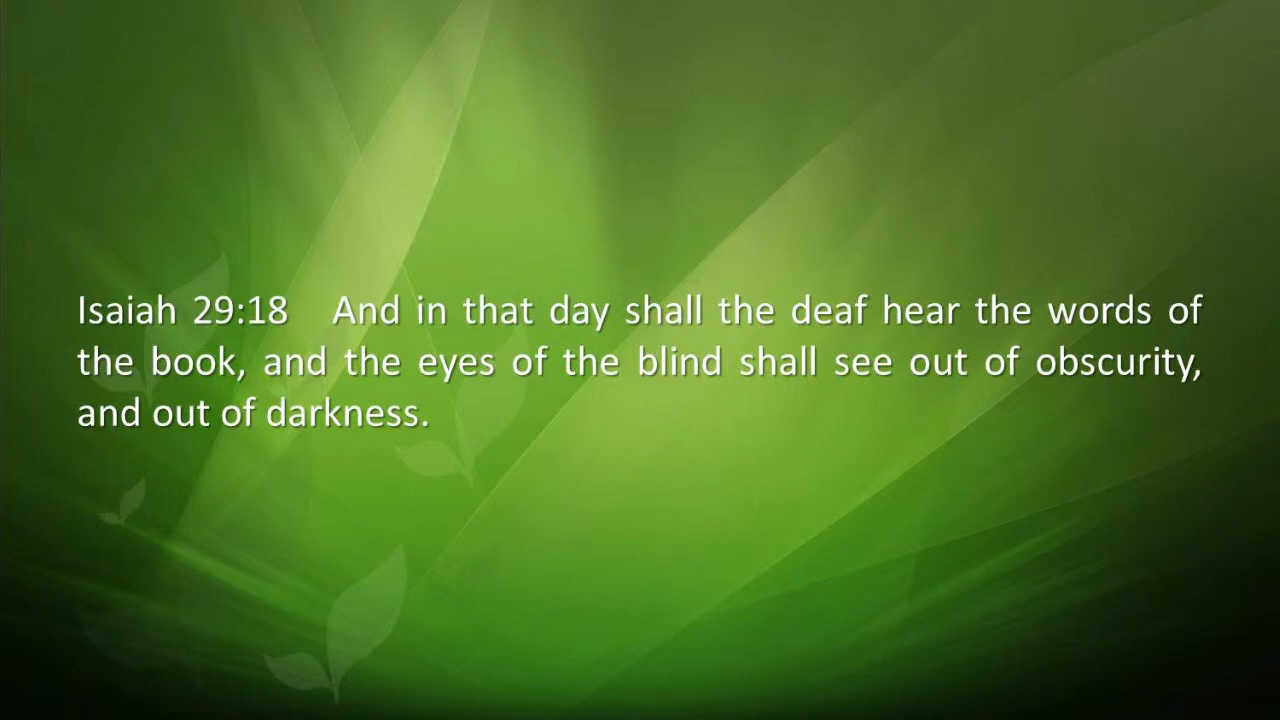 Isaiah 29:18   And in that day shall the deaf hear the words of
the book, and the eyes of the blind shall see out of obscurity,
and out of darkness.